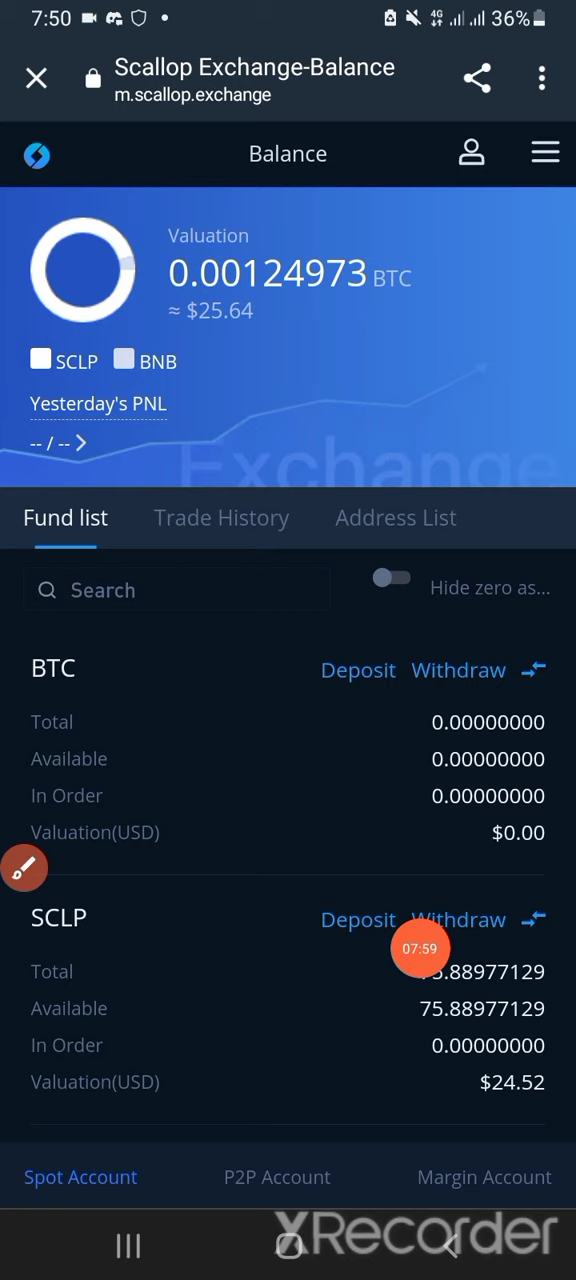 7:50
4G 36%
Scallop Exchange-Balance
m.scallop.exchange
Balance
Valuation
0.00124973 BTC
≈ $25.64
SCLP BNB
Yesterday's PNL
-- / --
Exchange
Fund list Trade History Address List
Search Hide zero as...
BTC Deposit Withdraw
Total 0.00000000
Available 0.00000000
In Order 0.00000000
Valuation(USD) $0.00
SCLP Deposit Withdraw
07:59
Total 75.88977129
Available 75.88977129
In Order 0.00000000
Valuation(USD) $24.52
Spot Account P2P Account Margin Account
XRecorder